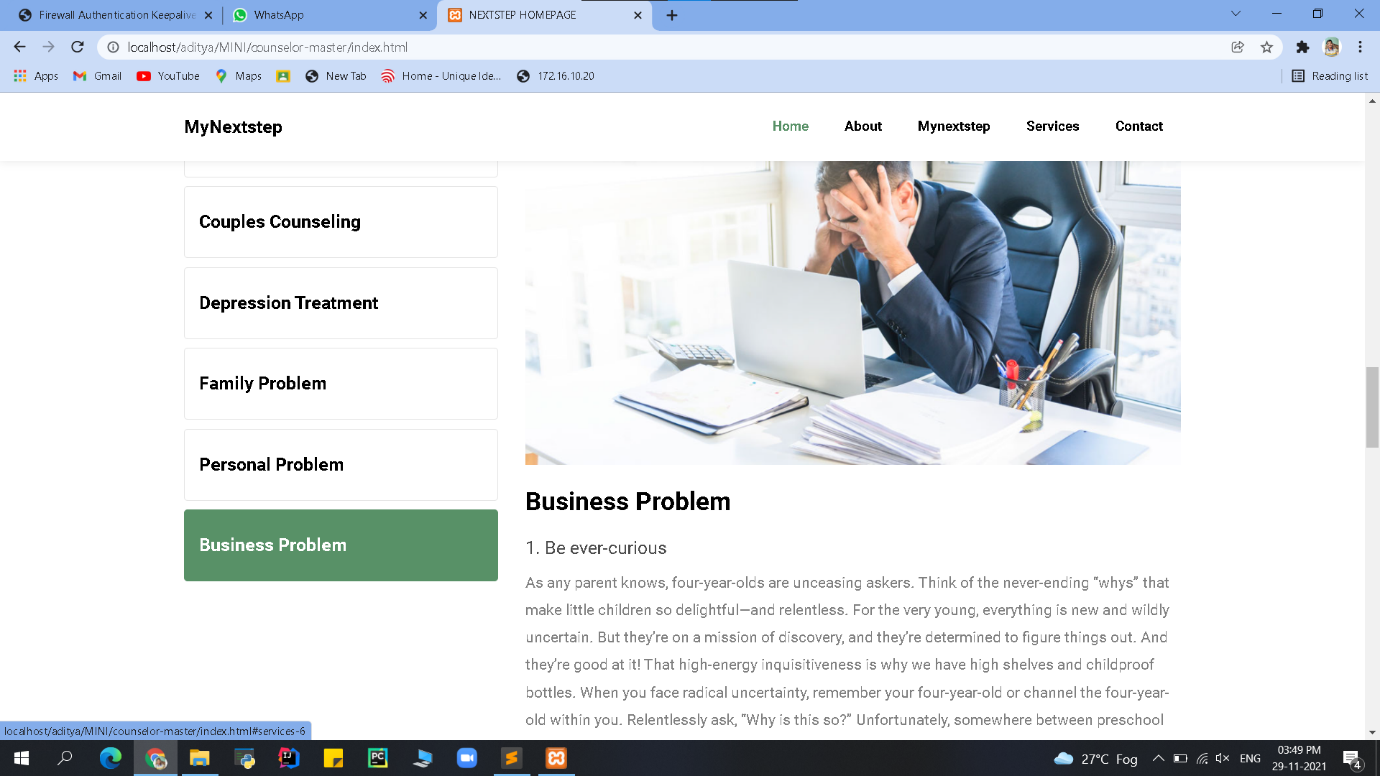 Firewall Authentication Keepalive
WhatsApp
NEXTSTEP HOMEPAGE
localhost/aditya/MINI/counselor-master/index.html
Apps
Gmail
YouTube
Maps
New Tab
Home - Unique Ide...
172.16.10.20
Reading list
MyNextstep
Home
About
Mynextstep
Services
Contact
Couples Counseling
Depression Treatment
Family Problem
Personal Problem
Business Problem
Business Problem
1. Be ever-curious
As any parent knows, four-year-olds are unceasing askers. Think of the never-ending “whys” that
make little children so delightful—and relentless. For the very young, everything is new and wildly
uncertain. But they’re on a mission of discovery, and they’re determined to figure things out. And
they’re good at it! That high-energy inquisitiveness is why we have high shelves and childproof
bottles. When you face radical uncertainty, remember your four-year-old or channel the four-year-
old within you. Relentlessly ask, “Why is this so?” Unfortunately, somewhere between preschool
localhost/aditya/MINI/counselor-master/index.html#services-6
PC
27°C Fog
ENG
03:49 PM
29-11-2021
4